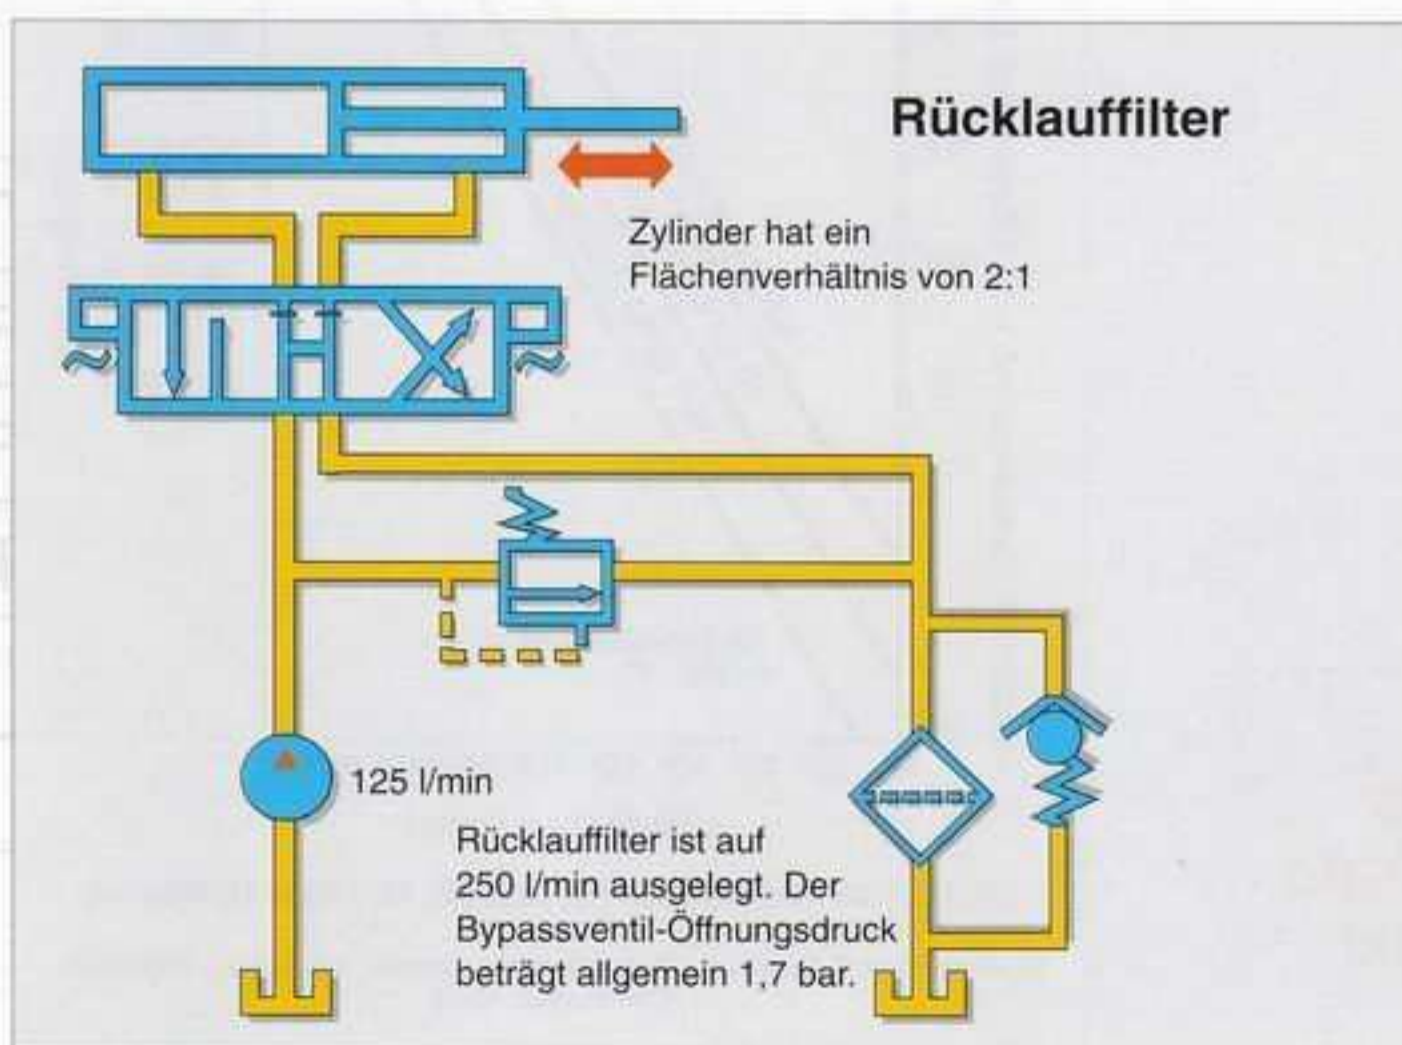 Rücklauffilter
Zylinder hat ein
Flächenverhältnis von 2:1
125 l/min
Rücklauffilter ist auf
250 l/min ausgelegt. Der
Bypassventil-Öffnungsdruck
beträgt allgemein 1,7 bar.